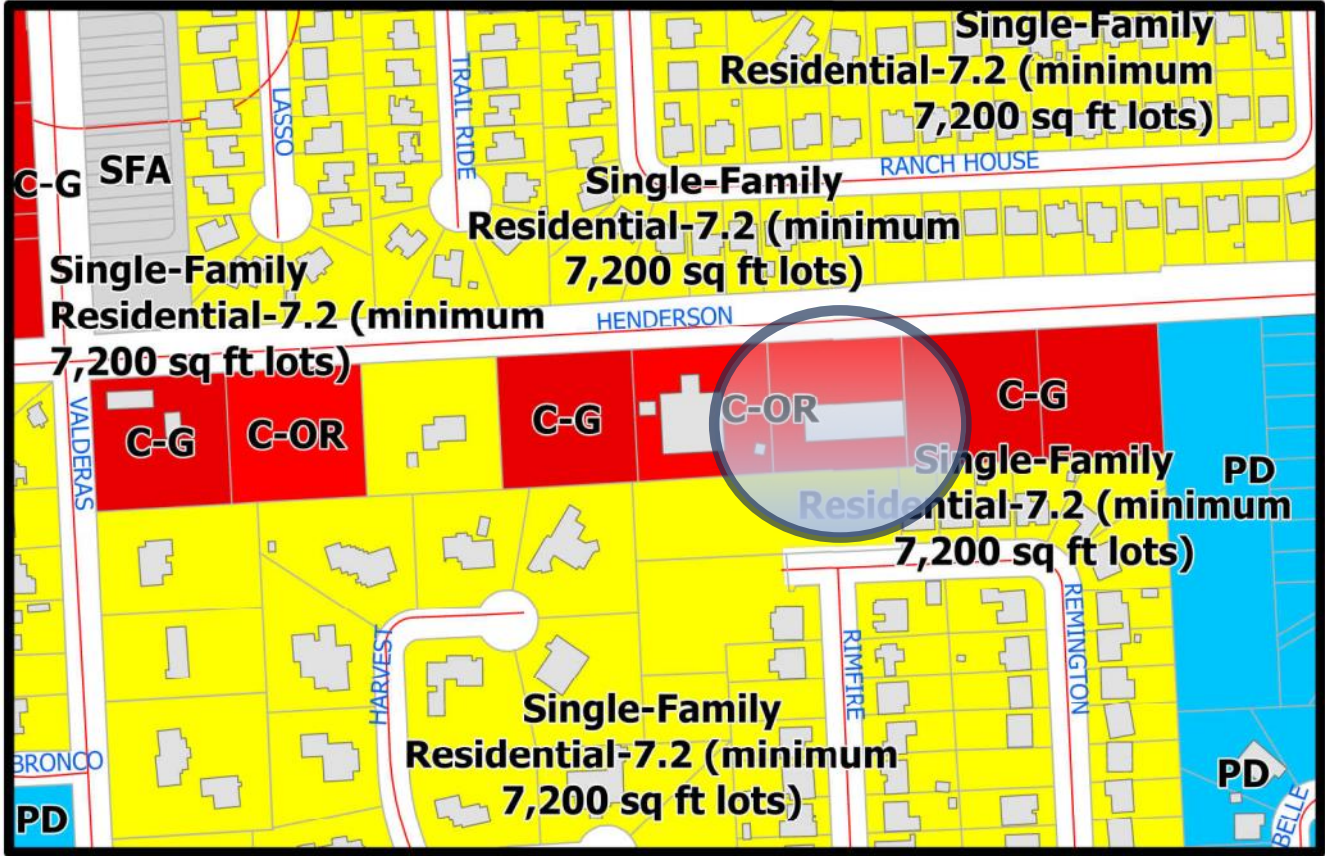 Single-Family
Residential-7.2 (minimum
7,200 sq ft lots)
LASSO
TRAIL RIDE
RANCH HOUSE
C-G
SFA
Single-Family
Residential-7.2 (minimum
7,200 sq ft lots)
Single-Family
Residential-7.2 (minimum
7,200 sq ft lots)
HENDERSON
VALDERAS
C-G
C-OR
C-G
C-OR
C-G
Single-Family
Residential-7.2 (minimum
7,200 sq ft lots)
PD
HARVEST
RIMFIRE
REMINGTON
Single-Family
Residential-7.2 (minimum
7,200 sq ft lots)
BRONCO
PD
PD
BELLE